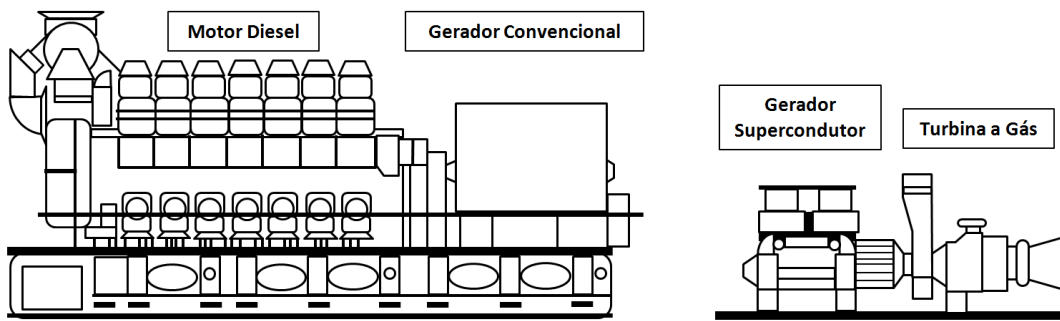 Motor Diesel
Gerador Convencional
Gerador
Supercondutor
Turbina a Gás